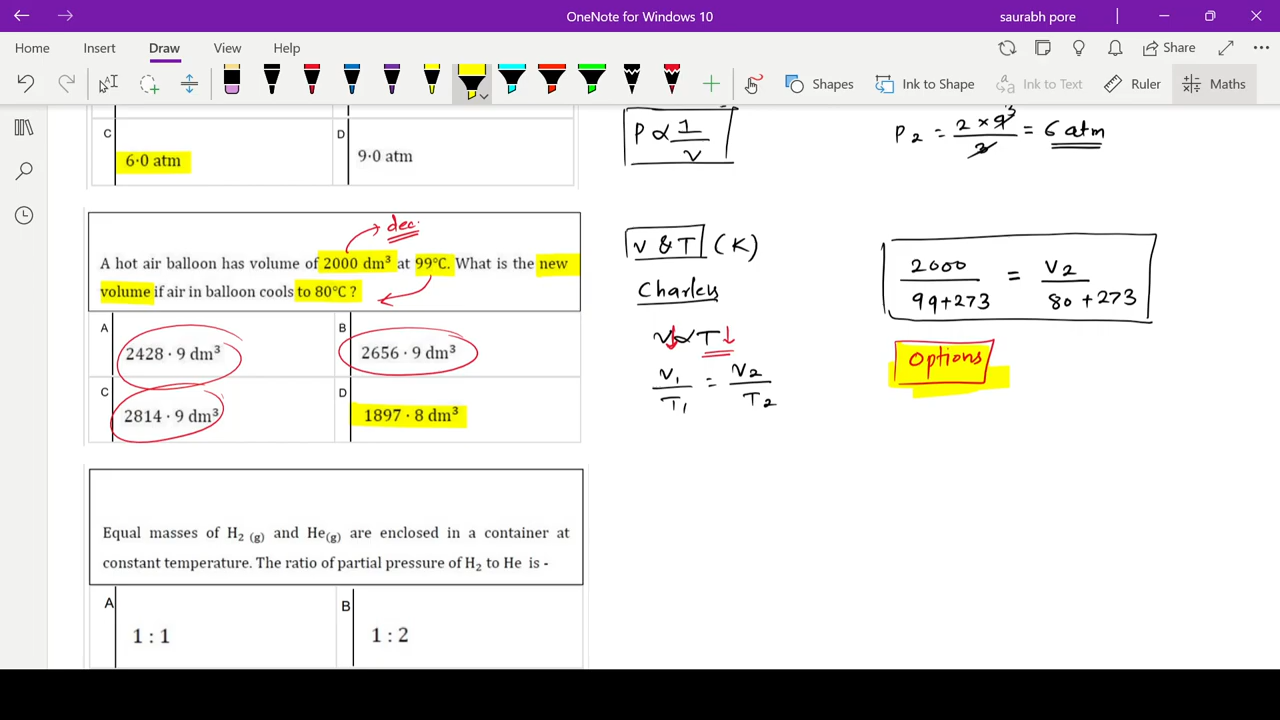 OneNote for Windows 10
saurabh pore
Home Insert Draw View Help
Share
Shapes Ink to Shape Ink to Text Ruler Maths
C
6·0 atm
D
9·0 atm
P ∝ 1/V
P2 = 2 × 9 3/3 = 6 atm
dec.
A hot air balloon has volume of 2000 dm³ at 99°C. What is the new
volume if air in balloon cools to 80°C ?
A
2428 · 9 dm³
B
2656 · 9 dm³
C
2814 · 9 dm³
D
1897 · 8 dm³
V & T (K)
Charles
V↓ ∝ T↓
V1/T1 = V2/T2
2000/99+273 = V2/80+273
Options
Equal masses of H₂ (g) and He(g) are enclosed in a container at
constant temperature. The ratio of partial pressure of H₂ to He is -
A
1 : 1
B
1 : 2